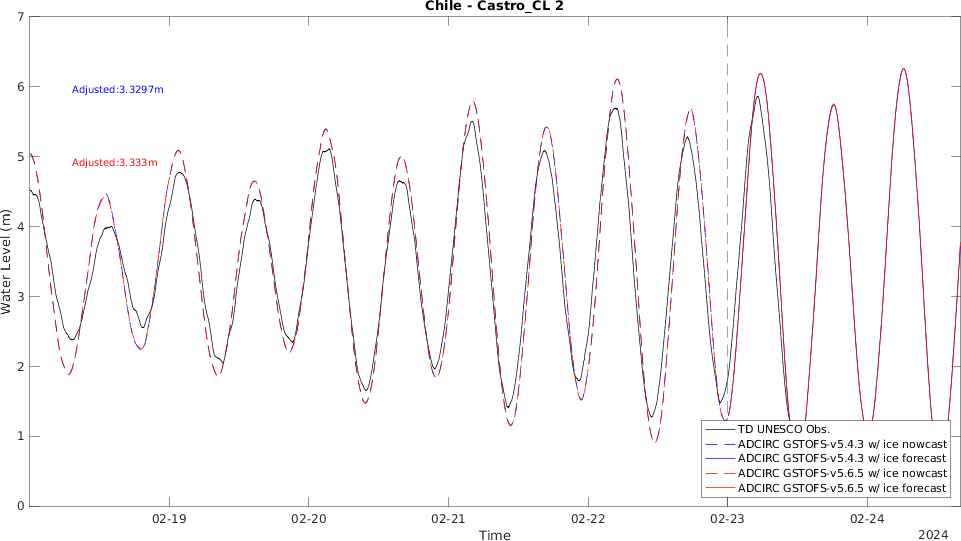 Chile - Castro_CL 2
7
6
5
4
3
2
1
0
Water Level (m)
Adjusted:3.3297m
Adjusted:3.333m
TD UNESCO Obs.
ADCIRC GSTOFS-v5.4.3 w/ ice nowcast
ADCIRC GSTOFS-v5.4.3 w/ ice forecast
ADCIRC GSTOFS-v5.6.5 w/ ice nowcast
ADCIRC GSTOFS-v5.6.5 w/ ice forecast
02-19 02-20 02-21 02-22 02-23 02-24
Time
2024